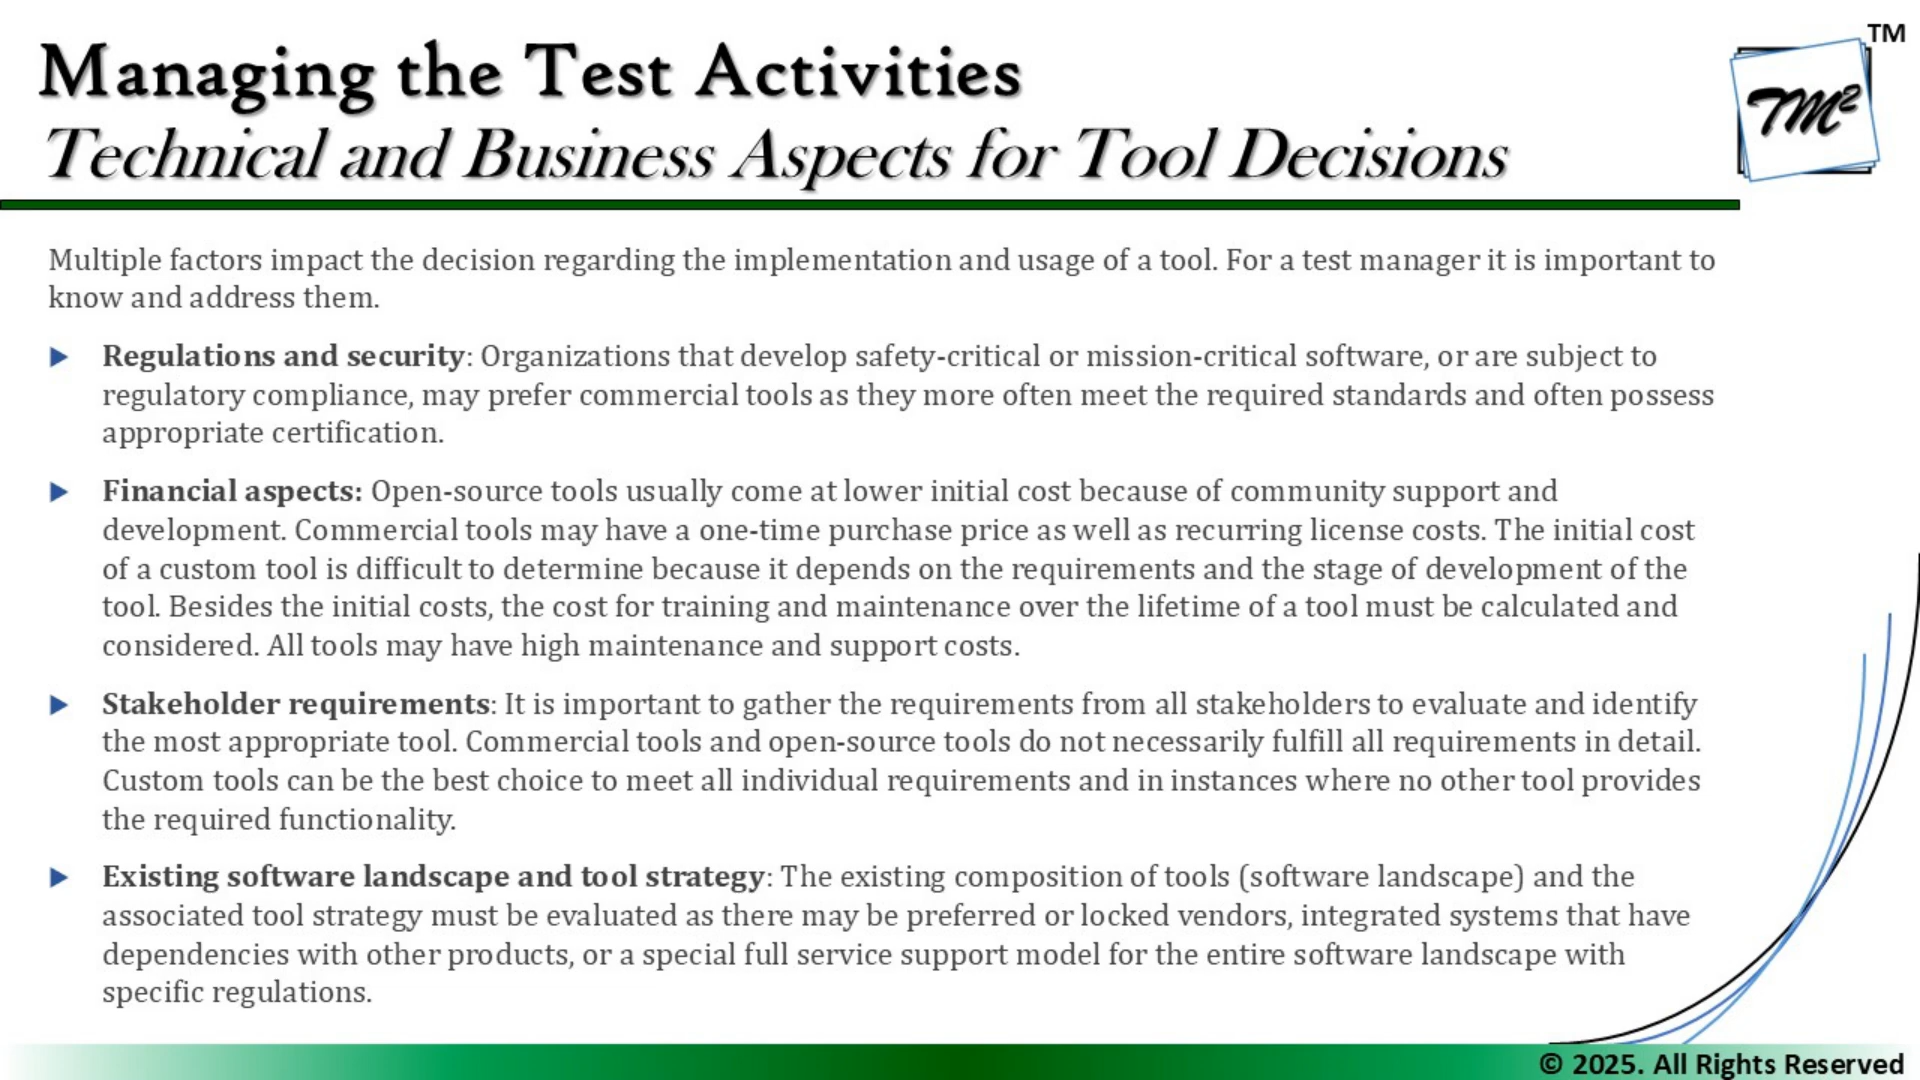 Managing the Test Activities
TM
TM²
Technical and Business Aspects for Tool Decisions
Multiple factors impact the decision regarding the implementation and usage of a tool. For a test manager it is important to
know and address them.
Regulations and security: Organizations that develop safety-critical or mission-critical software, or are subject to
regulatory compliance, may prefer commercial tools as they more often meet the required standards and often possess
appropriate certification.
Financial aspects: Open-source tools usually come at lower initial cost because of community support and
development. Commercial tools may have a one-time purchase price as well as recurring license costs. The initial cost
of a custom tool is difficult to determine because it depends on the requirements and the stage of development of the
tool. Besides the initial costs, the cost for training and maintenance over the lifetime of a tool must be calculated and
considered. All tools may have high maintenance and support costs.
Stakeholder requirements: It is important to gather the requirements from all stakeholders to evaluate and identify
the most appropriate tool. Commercial tools and open-source tools do not necessarily fulfill all requirements in detail.
Custom tools can be the best choice to meet all individual requirements and in instances where no other tool provides
the required functionality.
Existing software landscape and tool strategy: The existing composition of tools (software landscape) and the
associated tool strategy must be evaluated as there may be preferred or locked vendors, integrated systems that have
dependencies with other products, or a special full service support model for the entire software landscape with
specific regulations.
© 2025. All Rights Reserved